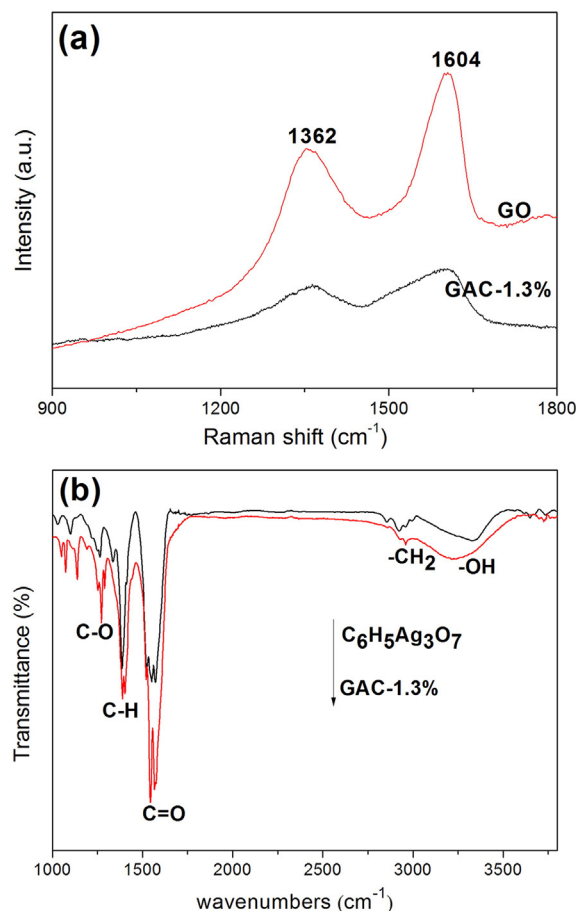 (a)
1604
1362
GO
GAC-1.3%
Intensity (a.u.)
900 1200 1500 1800
Raman shift (cm⁻¹)
(b)
-CH₂ -OH
C-O
C₆H₅Ag₃O₇
GAC-1.3%
C-H
C=O
Transmittance (%)
1000 1500 2000 2500 3000 3500
wavenumbers (cm⁻¹)